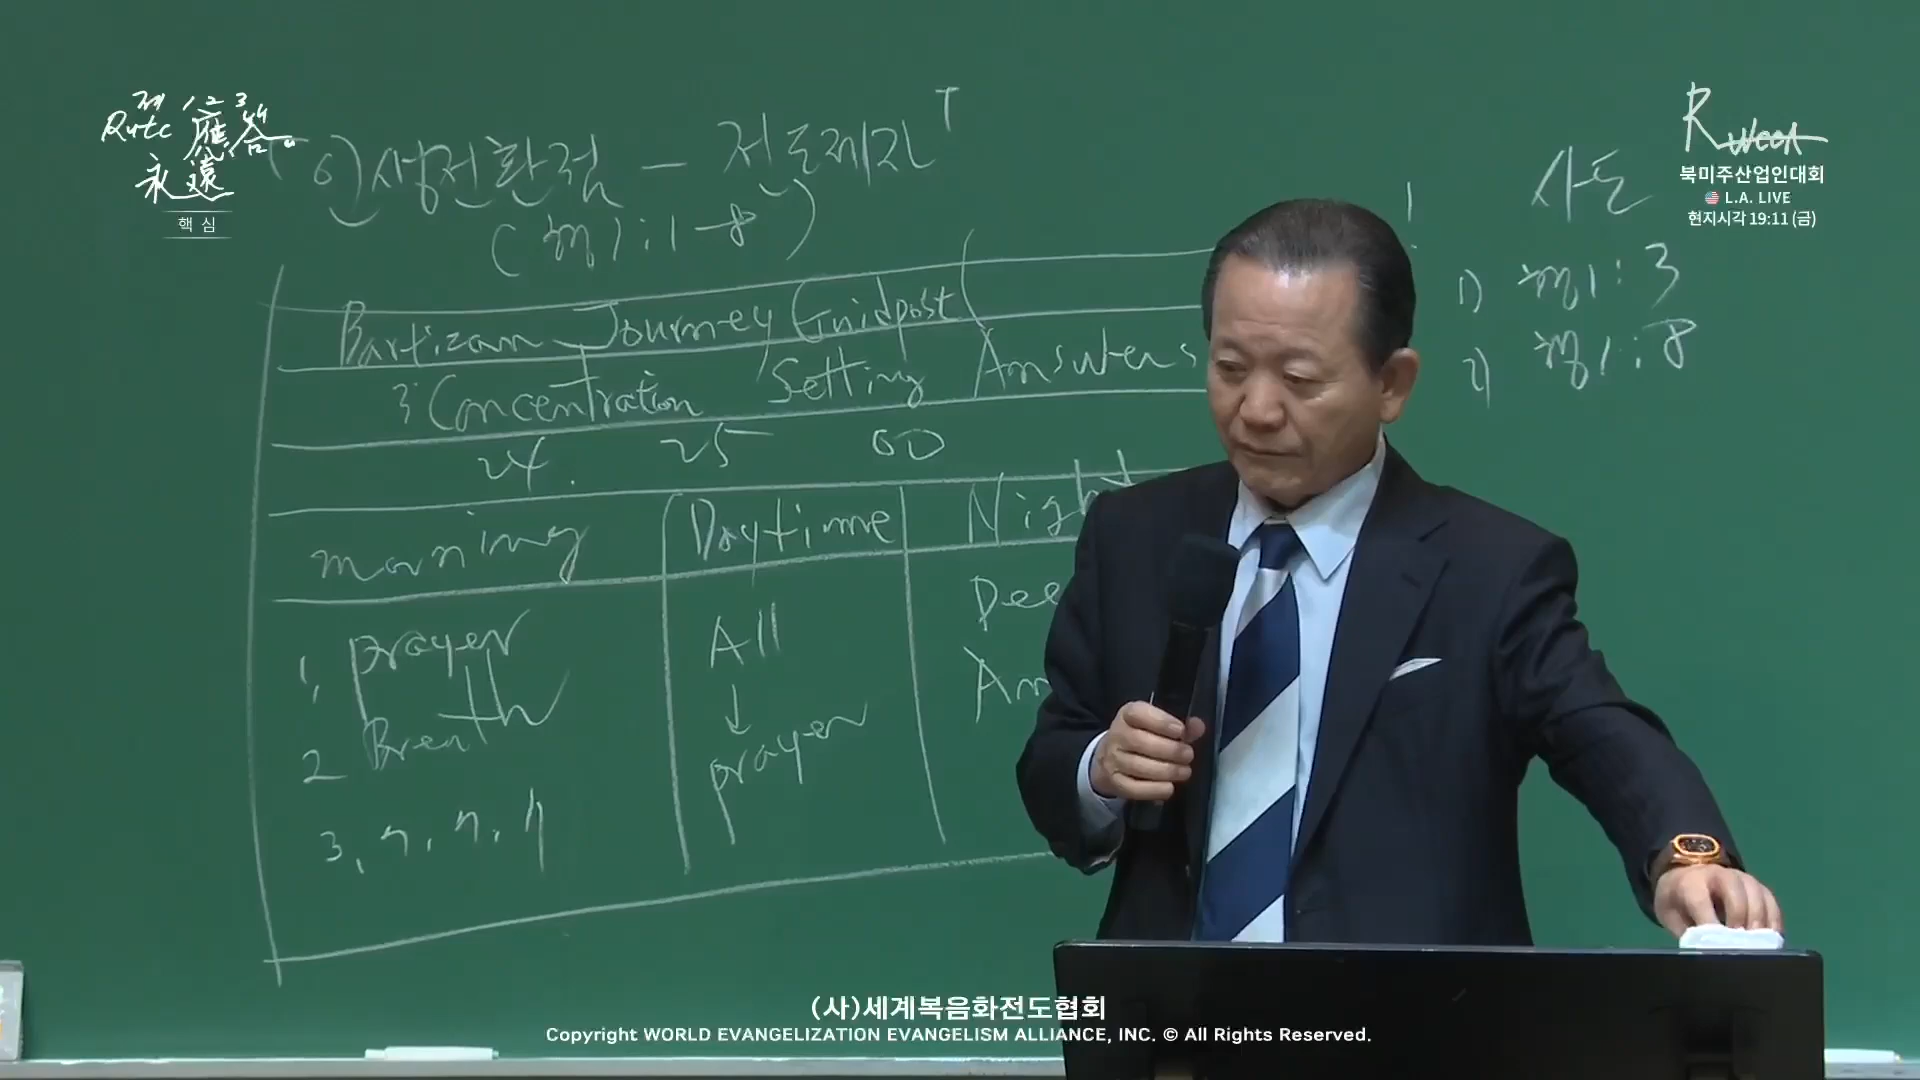 Rutc 應答
永遠
핵심
R Week
북미주산업인대회
L.A. LIVE
현지시각 19:11 (금)
인생전환점 - 전도제자
(행1:1-8)
Bartizan Journey Guidpost
3 Concentration Setting Answers
24. 25 00
morning Daytime Night
1, prayer
2 Breath
3, 7, 7, 7
All
↓
prayer
사도
1) 행1:3
2) 행1:8
(사)세계복음화전도협회
Copyright WORLD EVANGELIZATION EVANGELISM ALLIANCE, INC. © All Rights Reserved.